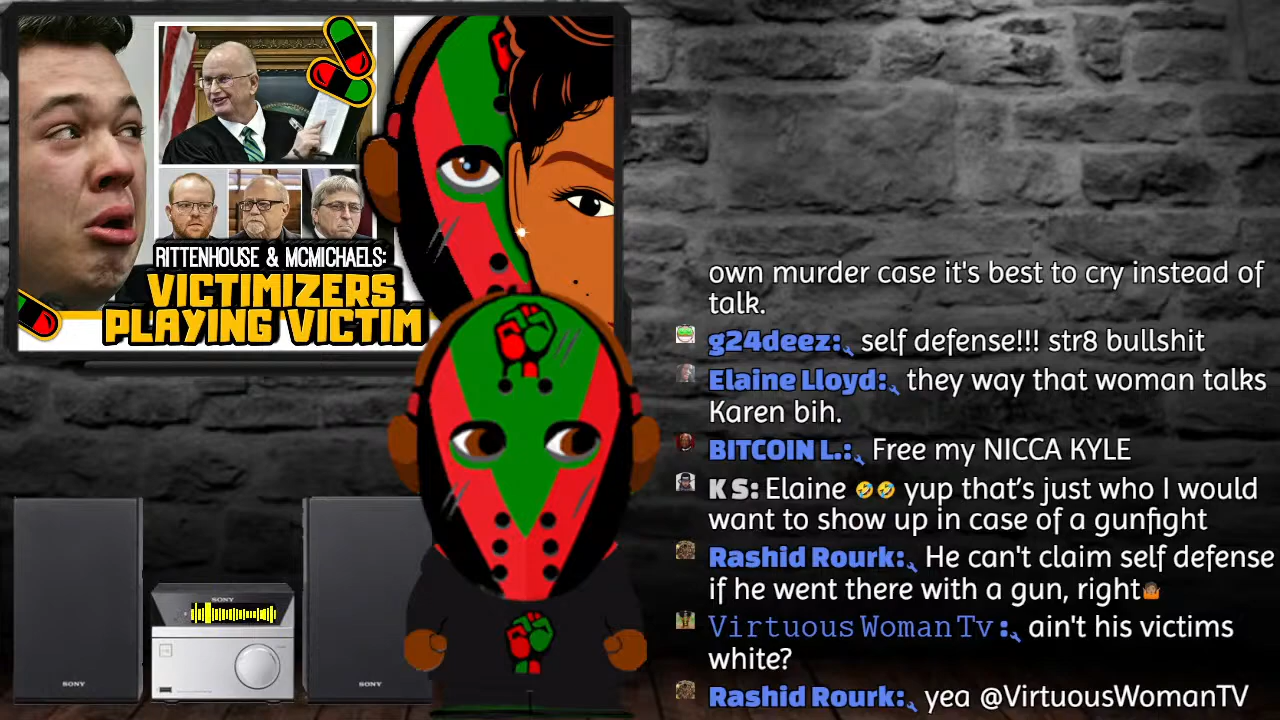 RITTENHOUSE & MCMICHAELS:
VICTIMIZERS
PLAYING VICTIM
SONY
SONY
SONY
own murder case it's best to cry instead of
talk.
g24deez: self defense!!! str8 bullshit
Elaine Lloyd: they way that woman talks
Karen bih.
BITCOIN L.: Free my NICCA KYLE
K S: Elaine 🤣🤣 yup that's just who I would
want to show up in case of a gunfight
Rashid Rourk: He can't claim self defense
if he went there with a gun, right🤷🏾
Virtuous Woman Tv: ain't his victims
white?
Rashid Rourk: yea @VirtuousWomanTV